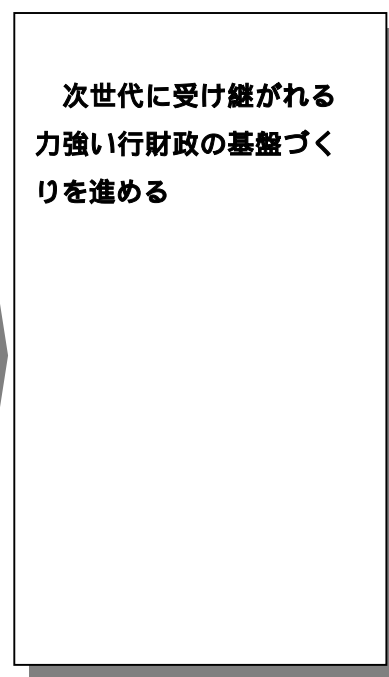 次世代に受け継がれる
力強い行財政の基盤づく
りを進める